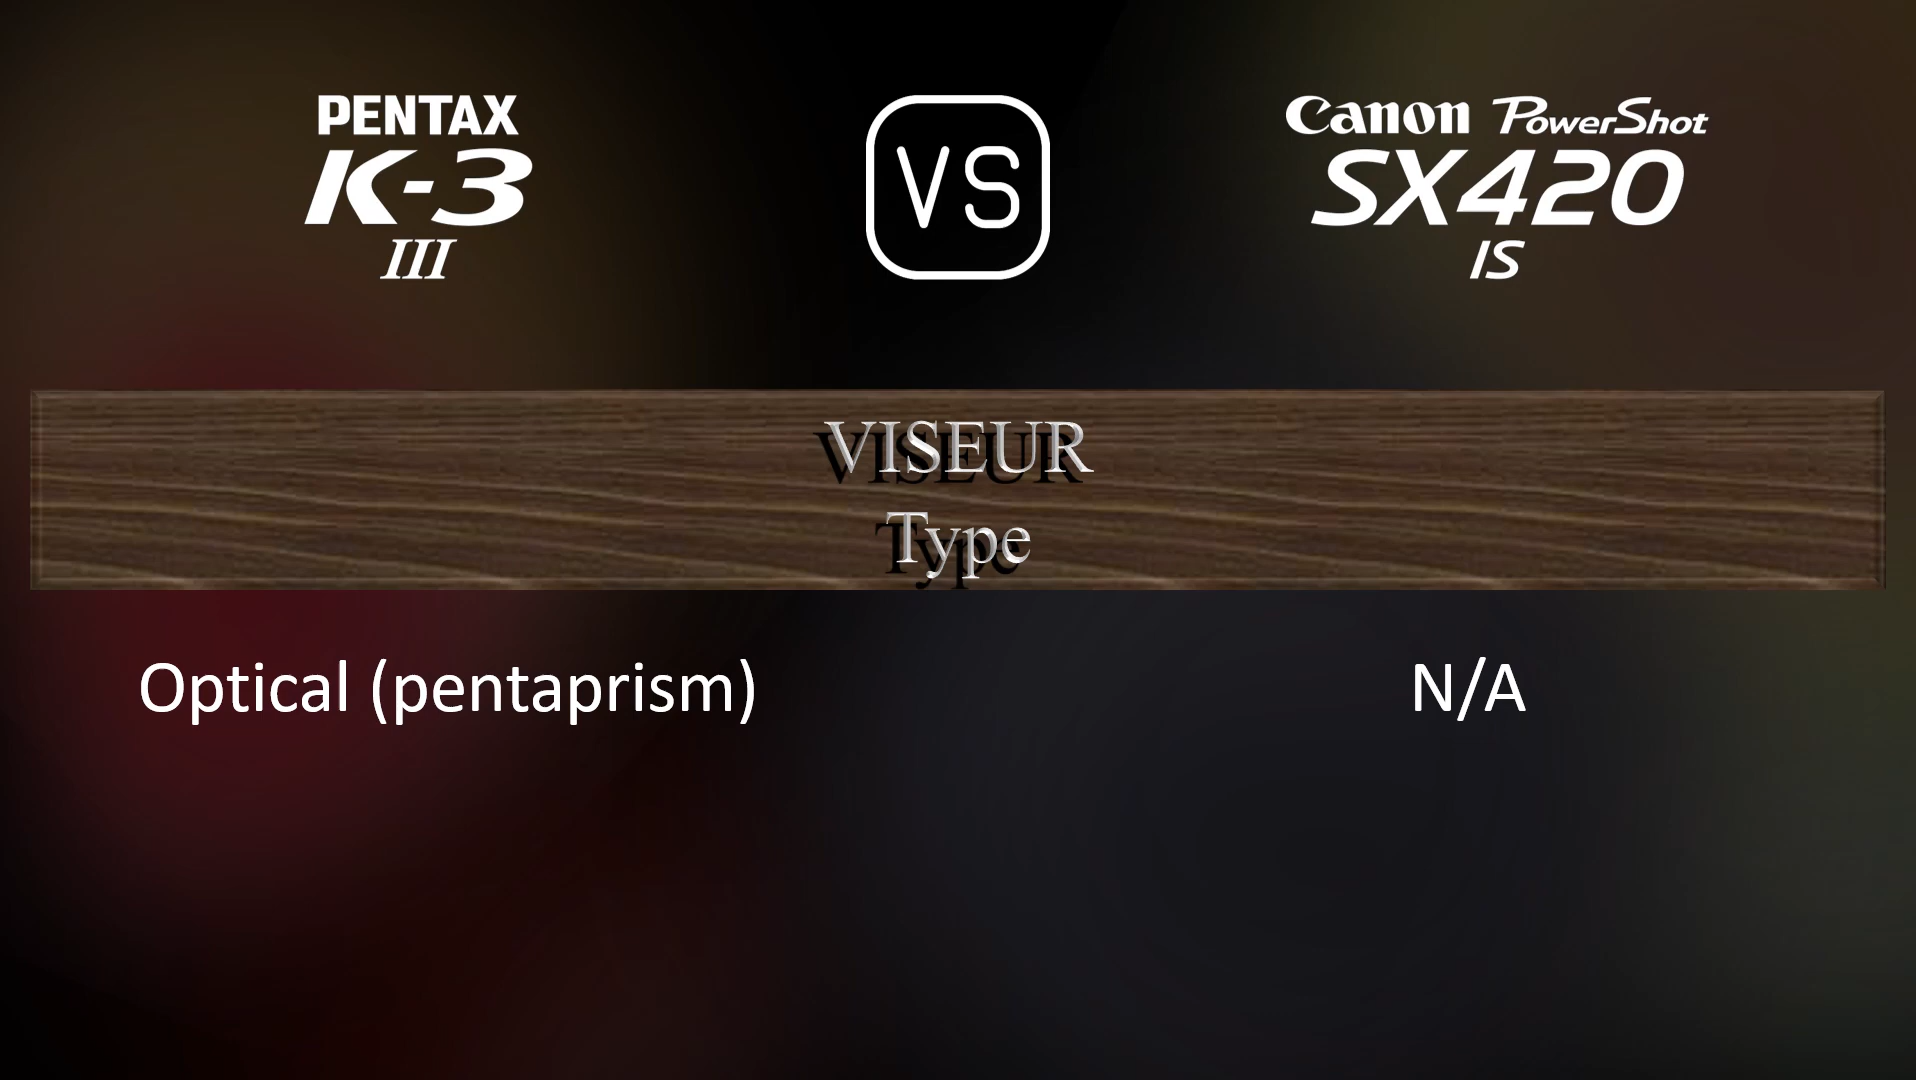 PENTAX
K-3
III
VS
Canon PowerShot
SX420
IS
VISEUR
Type
Optical (pentaprism)
N/A